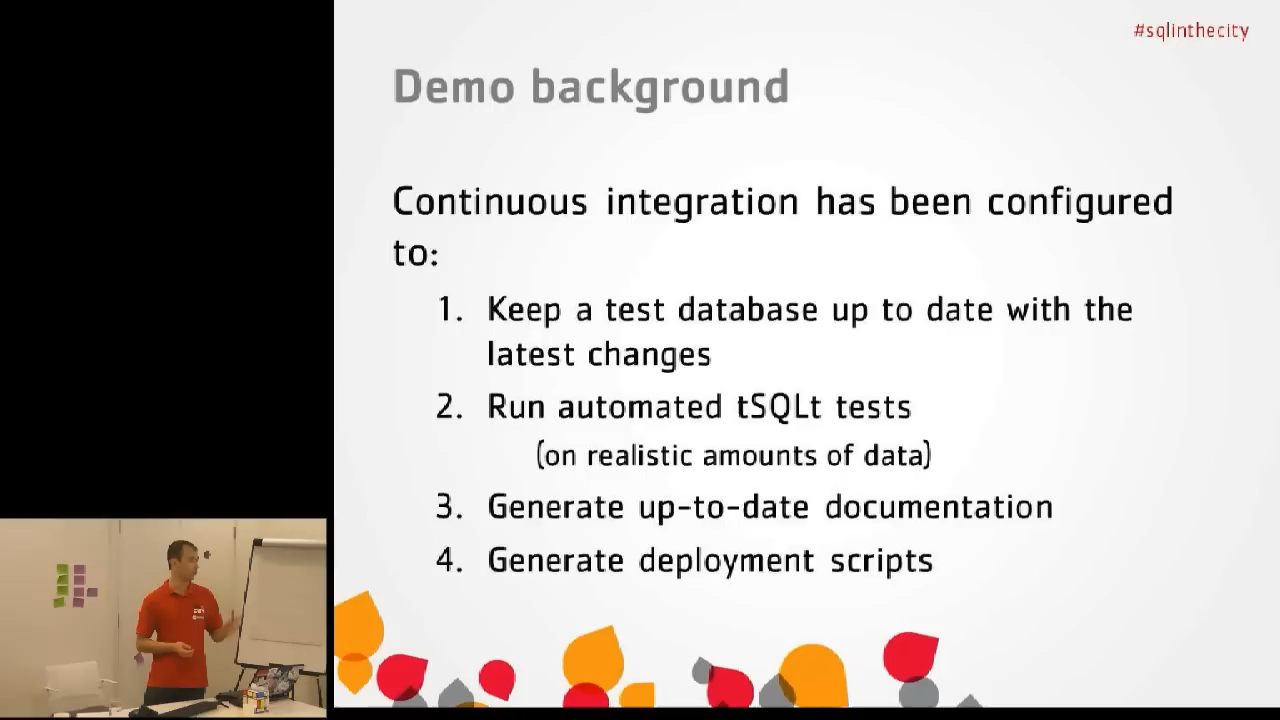 #sqlinthecity
Demo background
Continuous integration has been configured
to:
1. Keep a test database up to date with the
latest changes
2. Run automated tSQLt tests
(on realistic amounts of data)
3. Generate up-to-date documentation
4. Generate deployment scripts